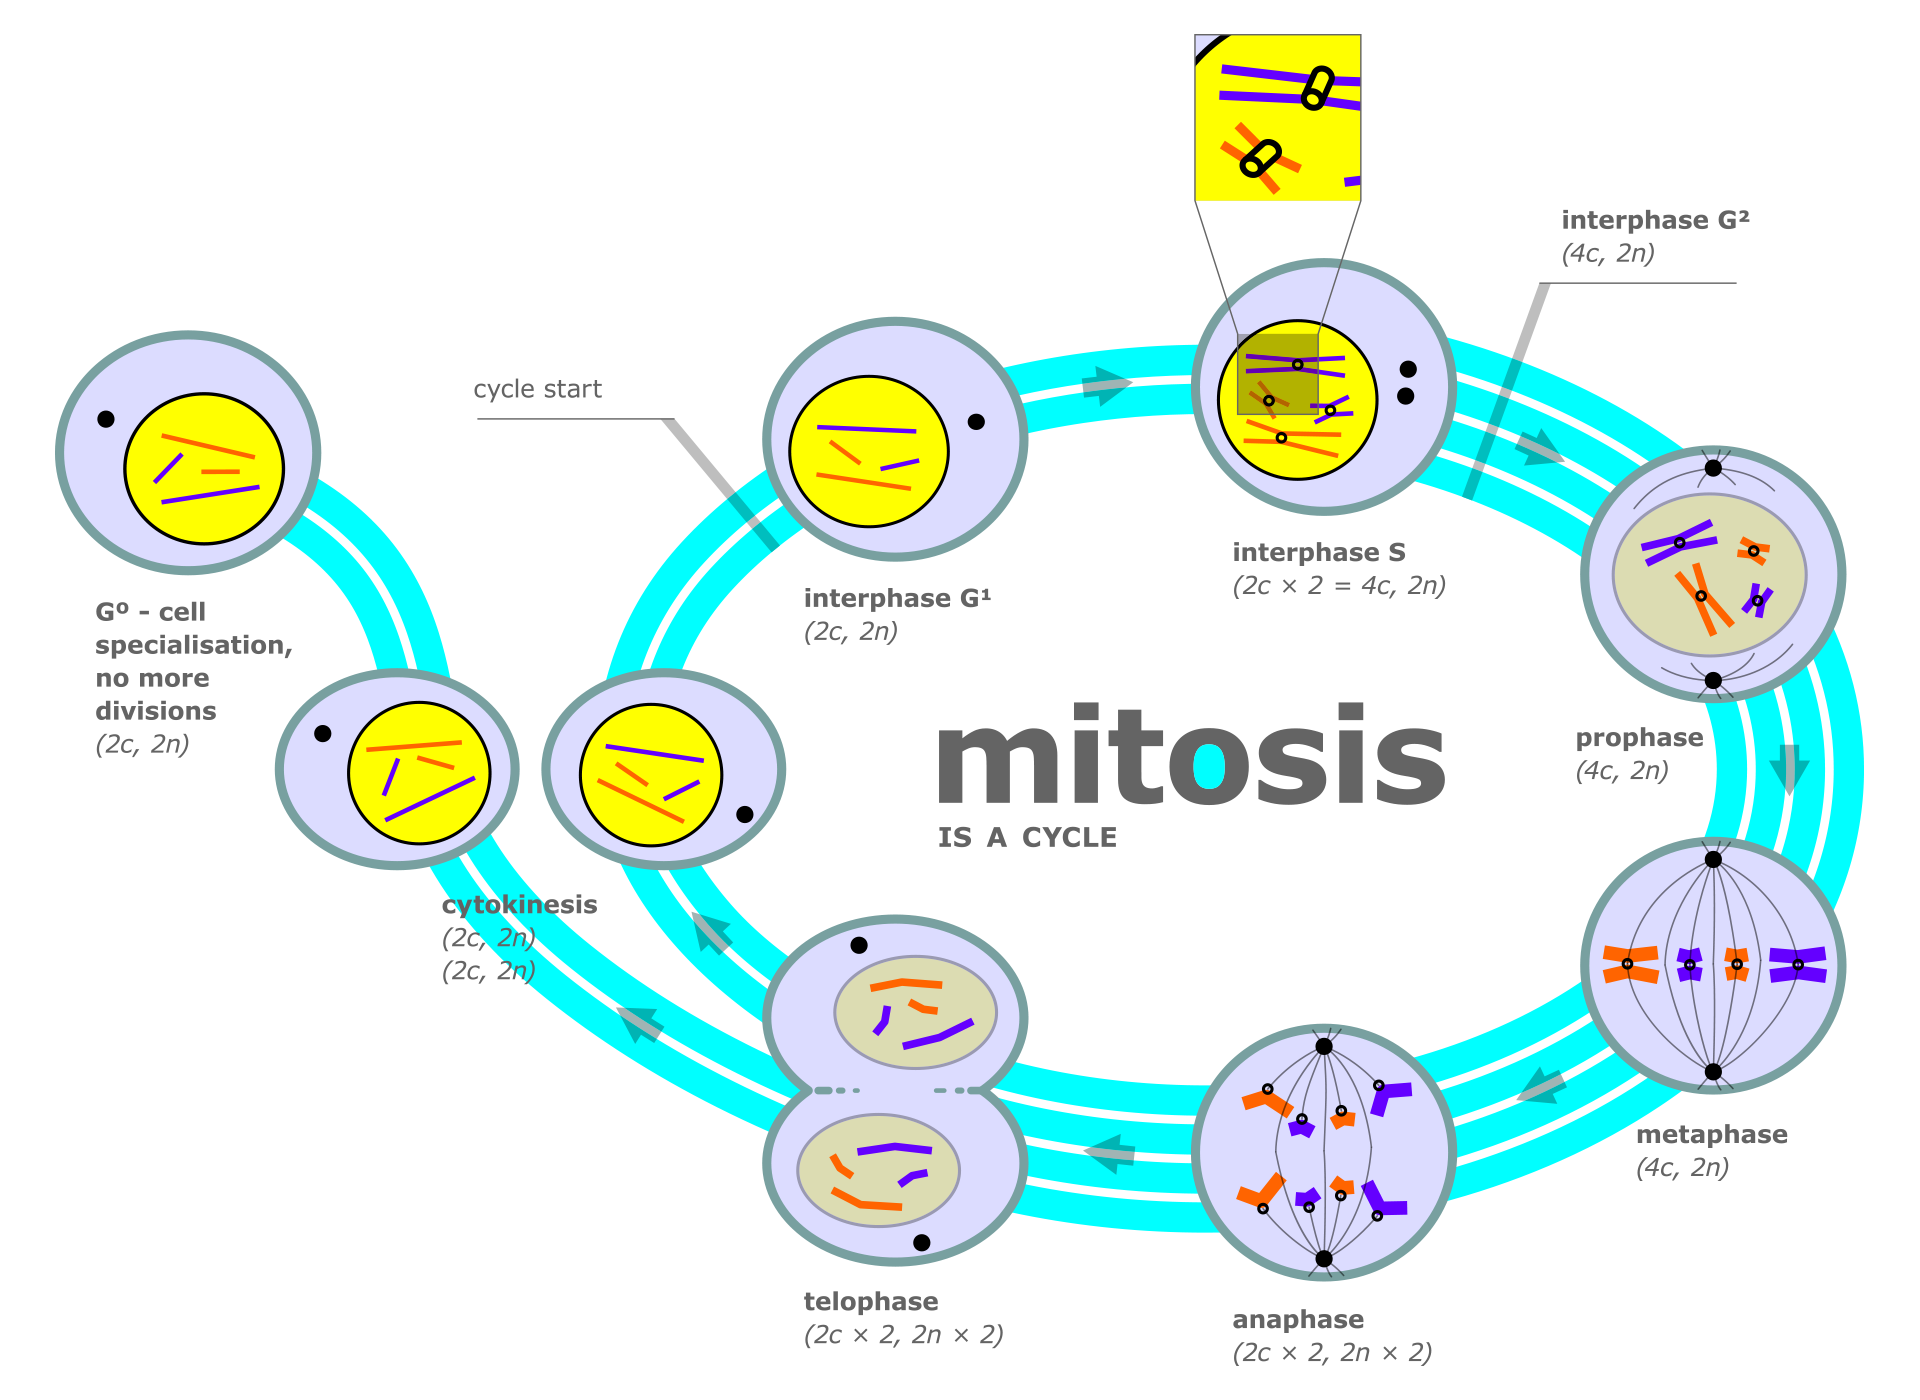 interphase G²
(4c, 2n)
cycle start
interphase S
(2c × 2 = 4c, 2n)
interphase G¹
(2c, 2n)
Gº - cell
specialisation,
no more
divisions
(2c, 2n)
mitosis
IS A CYCLE
prophase
(4c, 2n)
cytokinesis
(2c, 2n)
(2c, 2n)
metaphase
(4c, 2n)
telophase
(2c × 2, 2n × 2)
anaphase
(2c × 2, 2n × 2)